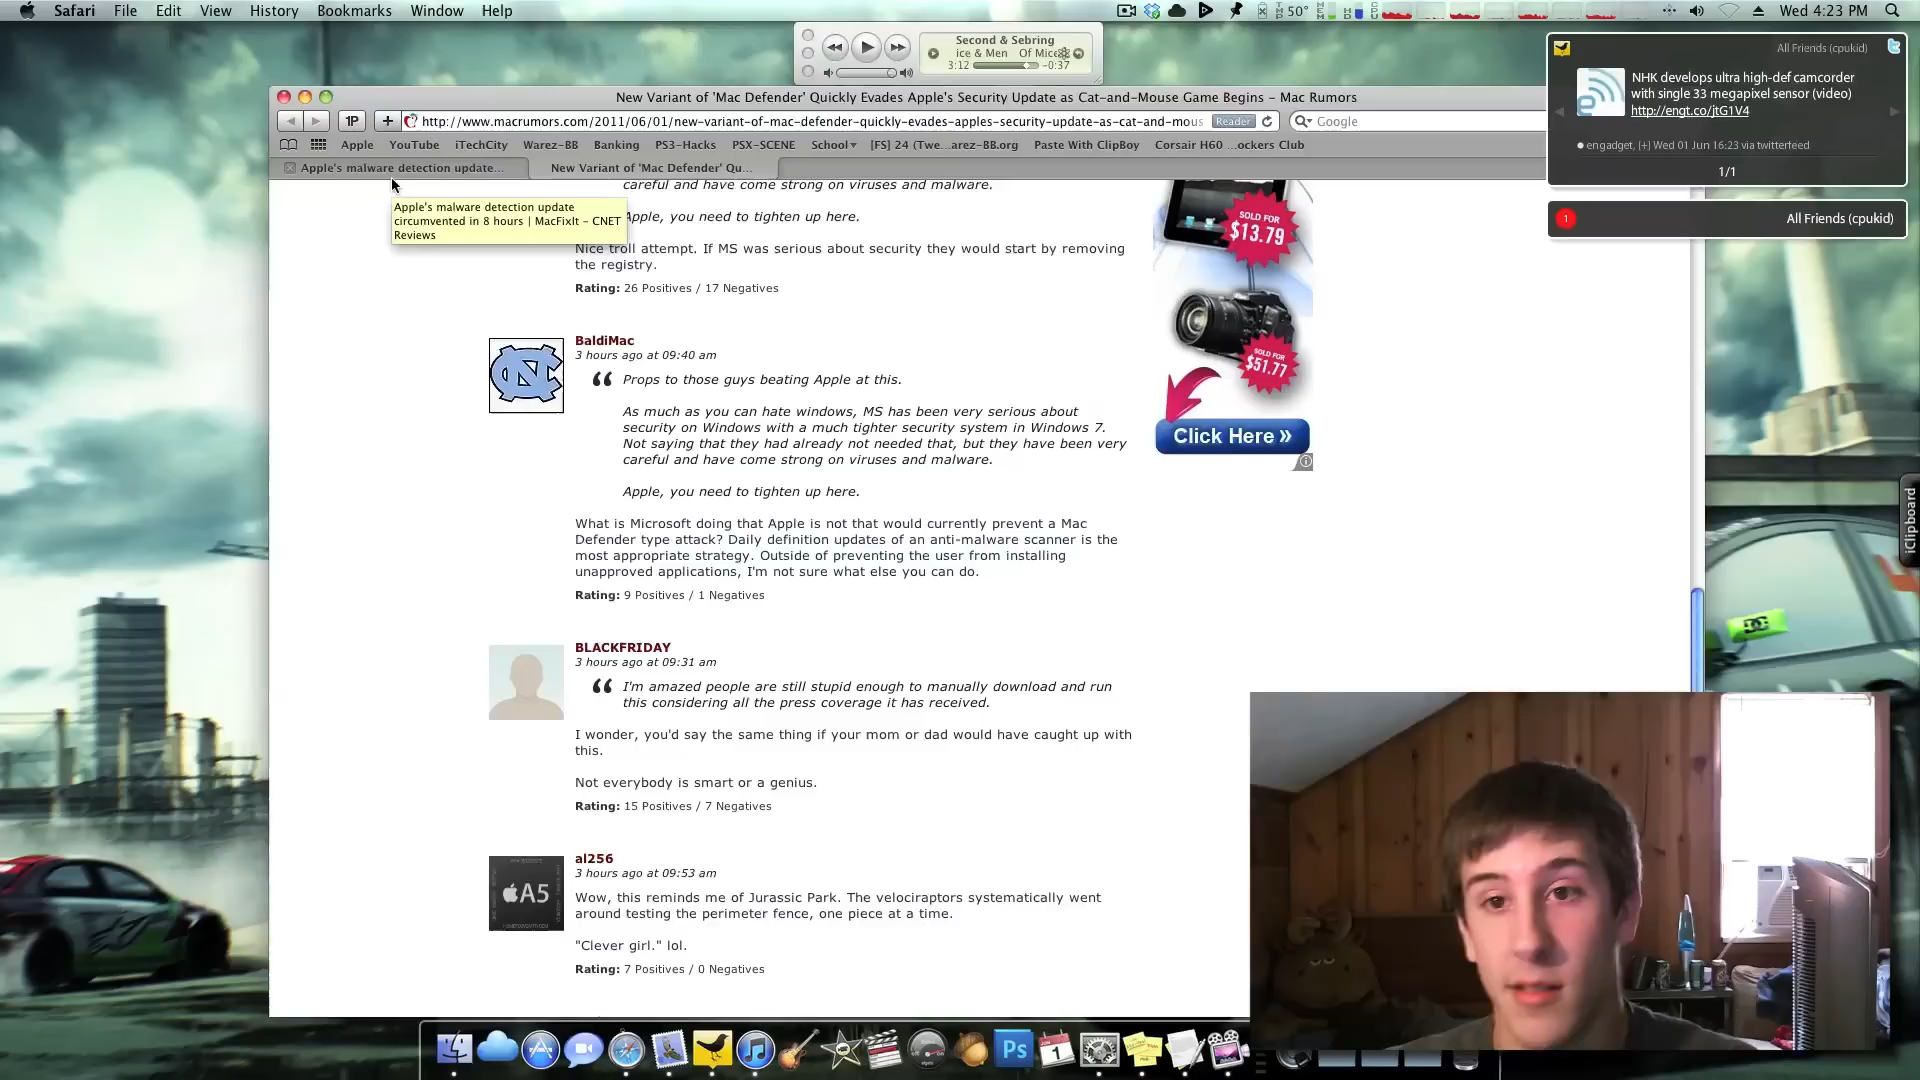 Safari File Edit View History Bookmarks Window Help
50° Wed 4:23 PM
Second & Sebring
ice & Men Of Mice
3:12 -0:37
All Friends (cpukid)
NHK develops ultra high-def camcorder
with single 33 megapixel sensor (video)
http://engt.co/jtG1V4
engadget, [+] Wed 01 Jun 16:23 via twitterfeed
1/1
1 All Friends (cpukid)
New Variant of 'Mac Defender' Quickly Evades Apple's Security Update as Cat-and-Mouse Game Begins – Mac Rumors
1P + http://www.macrumors.com/2011/06/01/new-variant-of-mac-defender-quickly-evades-apples-security-update-as-cat-and-mous Reader Google
Apple YouTube iTechCity Warez-BB Banking PS3-Hacks PSX-SCENE School [FS] 24 (Twe...arez-BB.org Paste With ClipBoy Corsair H60 ...ockers Club
Apple's malware detection update... New Variant of 'Mac Defender' Qu...
Apple's malware detection update
circumvented in 8 hours | MacFixIt – CNET
Reviews
careful and have come strong on viruses and malware.
Apple, you need to tighten up here.
Nice troll attempt. If MS was serious about security they would start by removing
the registry.
Rating: 26 Positives / 17 Negatives
BaldiMac
3 hours ago at 09:40 am
Props to those guys beating Apple at this.
As much as you can hate windows, MS has been very serious about
security on Windows with a much tighter security system in Windows 7.
Not saying that they had already not needed that, but they have been very
careful and have come strong on viruses and malware.
Apple, you need to tighten up here.
What is Microsoft doing that Apple is not that would currently prevent a Mac
Defender type attack? Daily definition updates of an anti-malware scanner is the
most appropriate strategy. Outside of preventing the user from installing
unapproved applications, I'm not sure what else you can do.
Rating: 9 Positives / 1 Negatives
BLACKFRIDAY
3 hours ago at 09:31 am
I'm amazed people are still stupid enough to manually download and run
this considering all the press coverage it has received.
I wonder, you'd say the same thing if your mom or dad would have caught up with
this.
Not everybody is smart or a genius.
Rating: 15 Positives / 7 Negatives
al256
3 hours ago at 09:53 am
Wow, this reminds me of Jurassic Park. The velociraptors systematically went
around testing the perimeter fence, one piece at a time.
"Clever girl." lol.
Rating: 7 Positives / 0 Negatives
A5
NC
SOLD FOR
$13.79
SOLD FOR
$51.77
Click Here »
iClipboard
DC
Ps
JUN
1